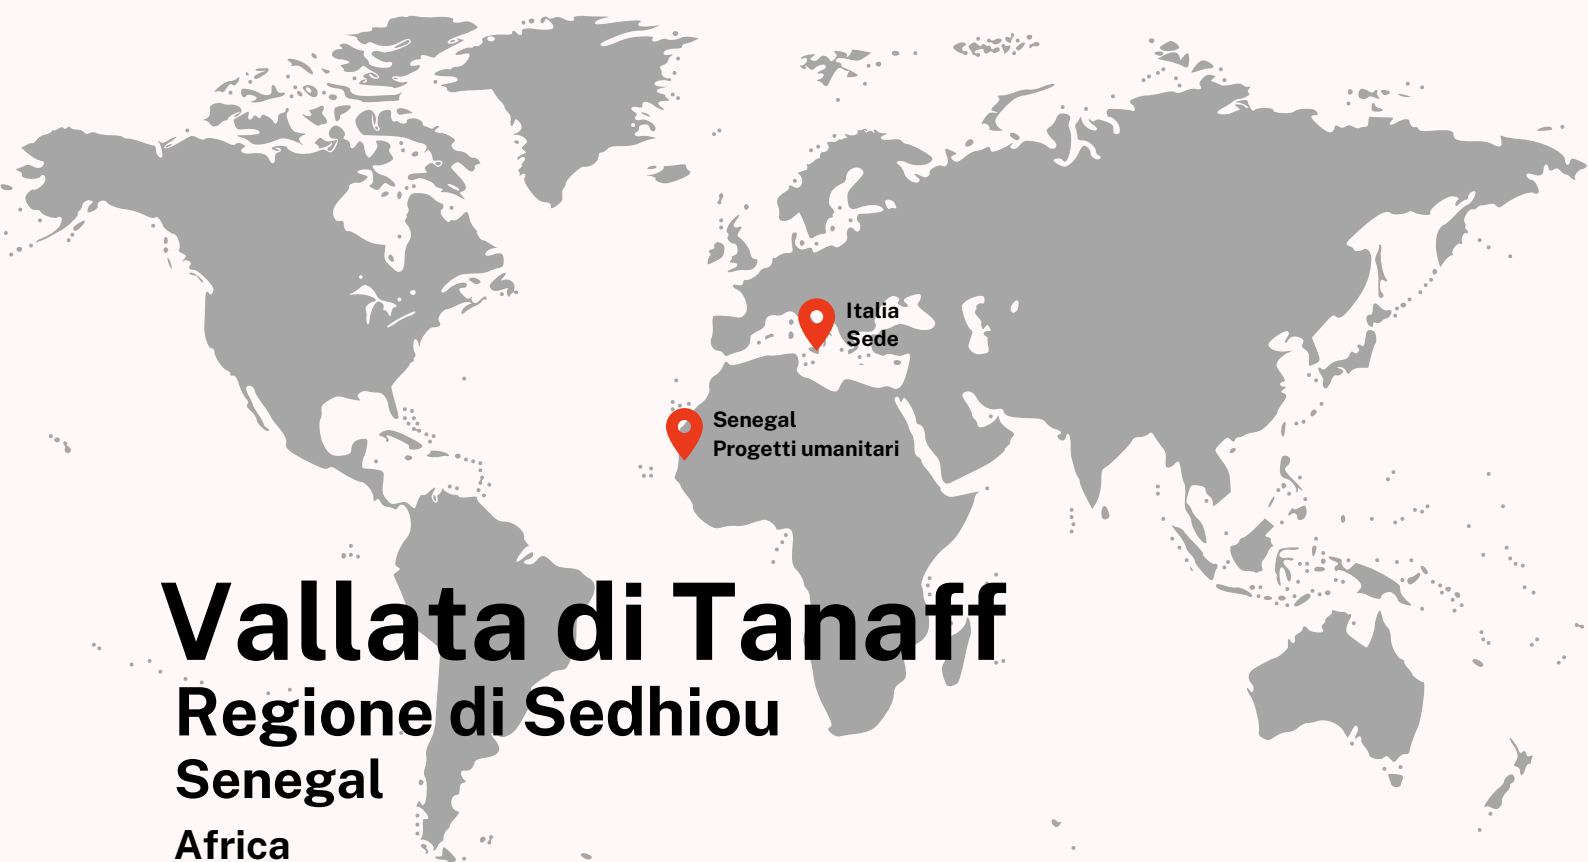 Italia
Sede
Senegal
Progetti umanitari
Vallata di Tanaff
Regione di Sedhiou
Senegal
Africa